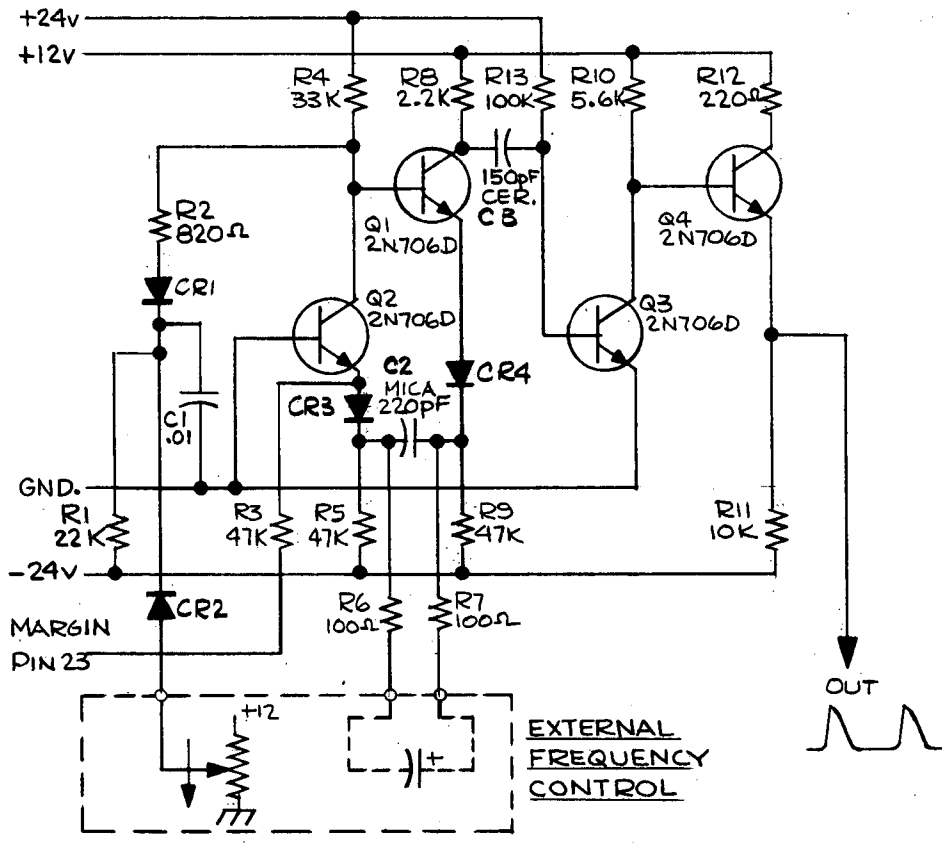 +24v
+12v
R4
33K
R8
2.2K
R13
100K
R10
5.6K
R12
220Ω
R2
820Ω
150pF
CER.
C8
Q1
2N706D
Q4
2N706D
CR1
Q2
2N706D
Q3
2N706D
C2
MICA
220pF
CR4
CR3
C1
.01
GND.
R1
22K
R3
47K
R5
47K
R9
47K
R11
10K
-24v
CR2
R6
100Ω
R7
100Ω
MARGIN
PIN 23
+12
+
OUT
EXTERNAL
FREQUENCY
CONTROL